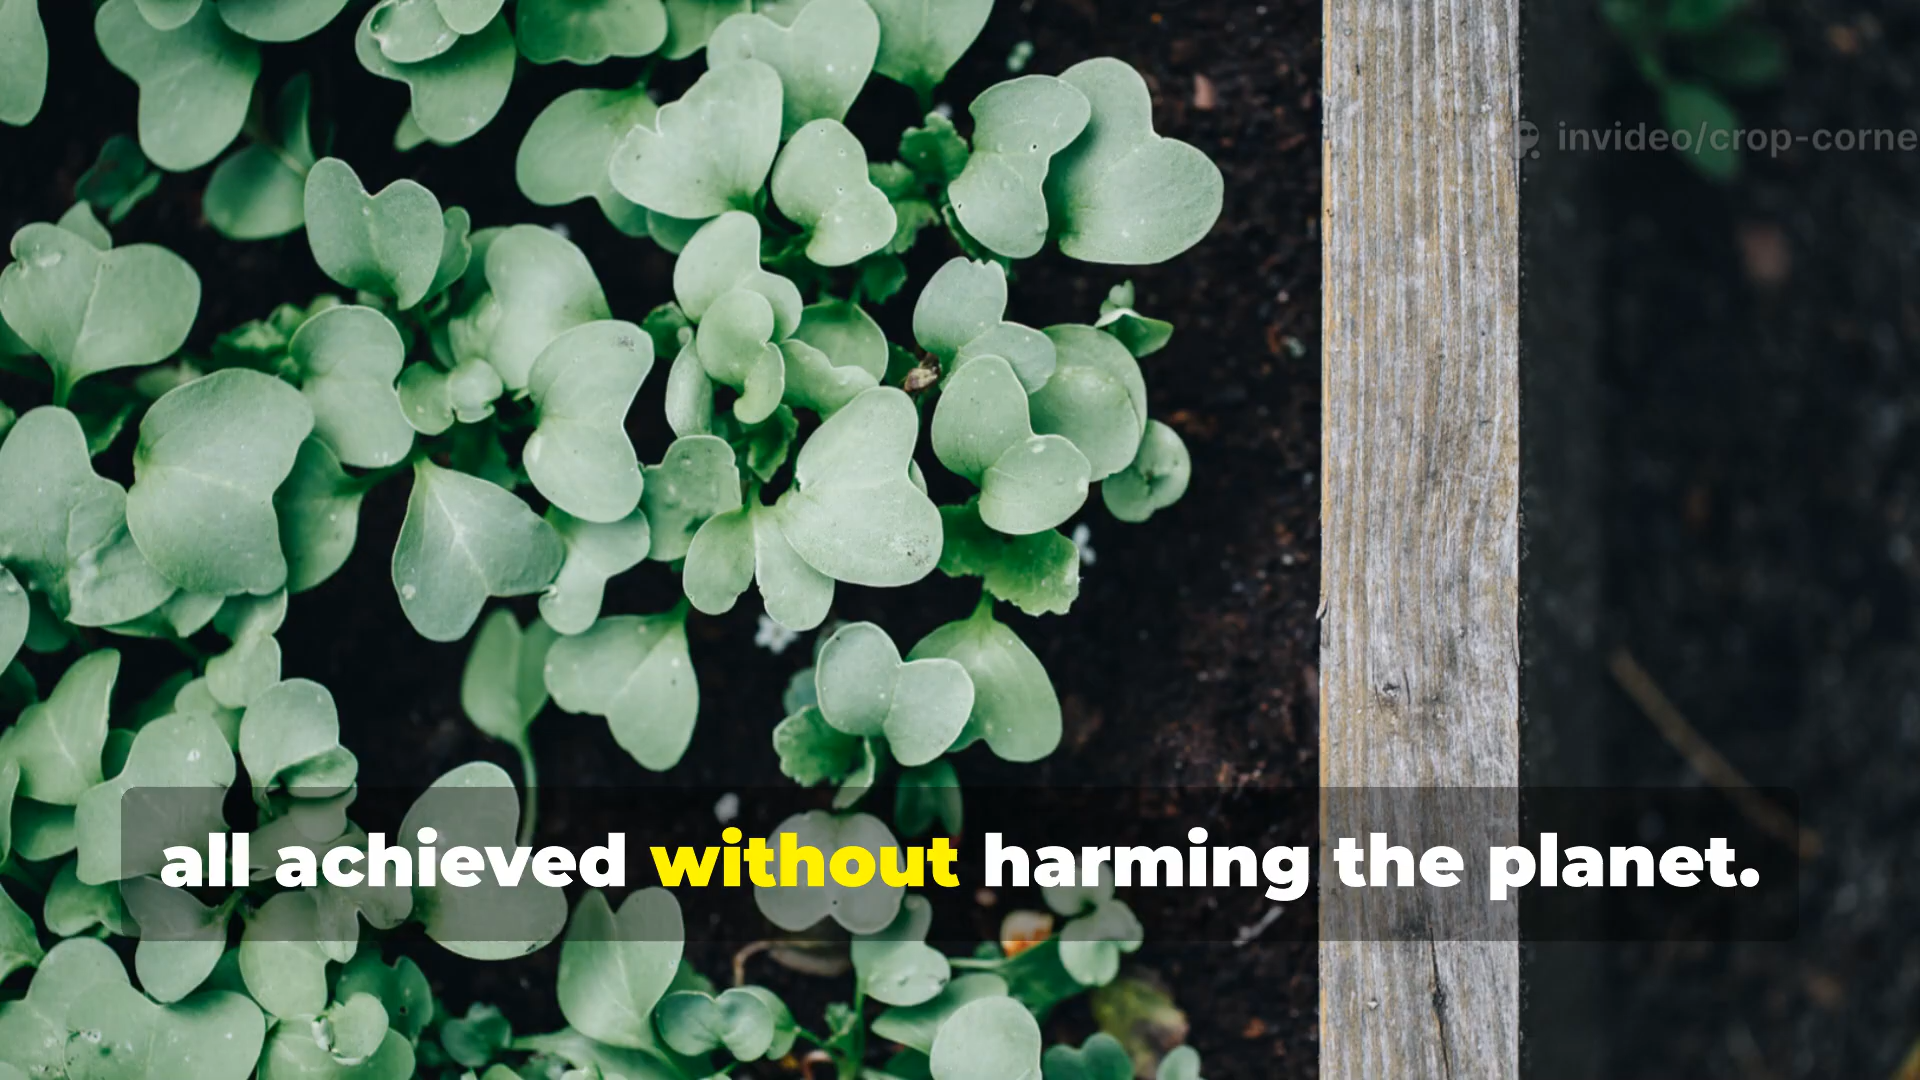 invideo/crop-corne
all achieved without harming the planet.